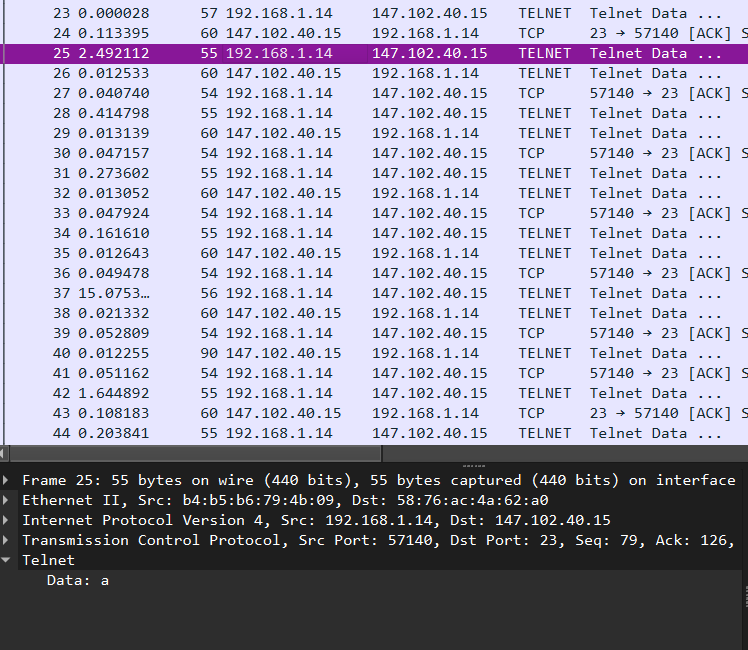 23 0.000028 57 192.168.1.14 147.102.40.15 TELNET Telnet Data ...
24 0.113395 60 147.102.40.15 192.168.1.14 TCP 23 → 57140 [ACK] S
25 2.492112 55 192.168.1.14 147.102.40.15 TELNET Telnet Data ...
26 0.012533 60 147.102.40.15 192.168.1.14 TELNET Telnet Data ...
27 0.040740 54 192.168.1.14 147.102.40.15 TCP 57140 → 23 [ACK] S
28 0.414798 55 192.168.1.14 147.102.40.15 TELNET Telnet Data ...
29 0.013139 60 147.102.40.15 192.168.1.14 TELNET Telnet Data ...
30 0.047157 54 192.168.1.14 147.102.40.15 TCP 57140 → 23 [ACK] S
31 0.273602 55 192.168.1.14 147.102.40.15 TELNET Telnet Data ...
32 0.013052 60 147.102.40.15 192.168.1.14 TELNET Telnet Data ...
33 0.047924 54 192.168.1.14 147.102.40.15 TCP 57140 → 23 [ACK] S
34 0.161610 55 192.168.1.14 147.102.40.15 TELNET Telnet Data ...
35 0.012643 60 147.102.40.15 192.168.1.14 TELNET Telnet Data ...
36 0.049478 54 192.168.1.14 147.102.40.15 TCP 57140 → 23 [ACK] S
37 15.0753… 56 192.168.1.14 147.102.40.15 TELNET Telnet Data ...
38 0.021332 60 147.102.40.15 192.168.1.14 TELNET Telnet Data ...
39 0.052809 54 192.168.1.14 147.102.40.15 TCP 57140 → 23 [ACK] S
40 0.012255 90 147.102.40.15 192.168.1.14 TELNET Telnet Data ...
41 0.051162 54 192.168.1.14 147.102.40.15 TCP 57140 → 23 [ACK] S
42 1.644892 55 192.168.1.14 147.102.40.15 TELNET Telnet Data ...
43 0.108183 60 147.102.40.15 192.168.1.14 TCP 23 → 57140 [ACK] S
44 0.203841 55 192.168.1.14 147.102.40.15 TELNET Telnet Data ...
Frame 25: 55 bytes on wire (440 bits), 55 bytes captured (440 bits) on interface
Ethernet II, Src: b4:b5:b6:79:4b:09, Dst: 58:76:ac:4a:62:a0
Internet Protocol Version 4, Src: 192.168.1.14, Dst: 147.102.40.15
Transmission Control Protocol, Src Port: 57140, Dst Port: 23, Seq: 79, Ack: 126,
Telnet
Data: a